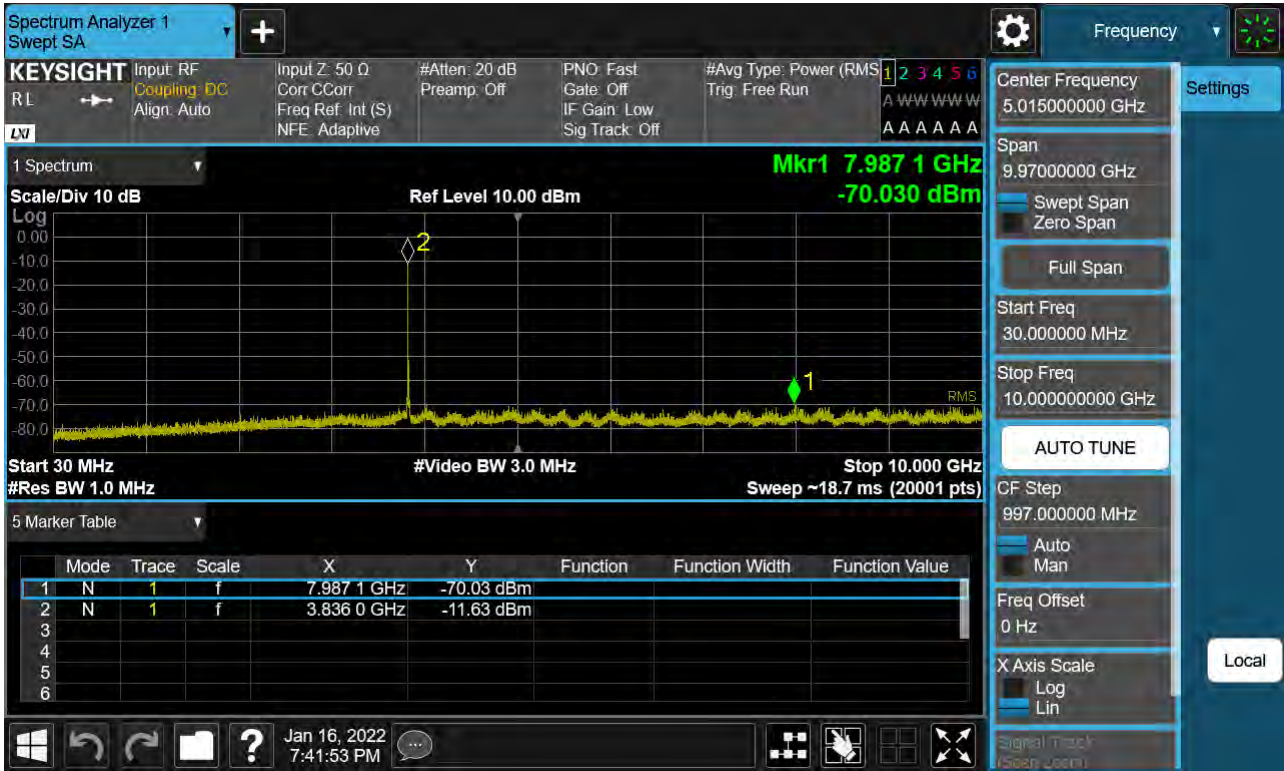 Spectrum Analyzer 1
Swept SA
+
Frequency
KEYSIGHT
RL
LXI
Input: RF
Coupling: DC
Align: Auto
Input Z: 50 Ω
Corr CCorr
Freq Ref: Int (S)
NFE: Adaptive
#Atten: 20 dB
Preamp: Off
PNO: Fast
Gate: Off
IF Gain: Low
Sig Track: Off
#Avg Type: Power (RMS
Trig: Free Run
1 2 3 4 5 6
A W W W W W
A A A A A A
1 Spectrum
Scale/Div 10 dB
Ref Level 10.00 dBm
Mkr1 7.987 1 GHz
-70.030 dBm
Log
0.00
-10.0
-20.0
-30.0
-40.0
-50.0
-60.0
-70.0
-80.0
2
1
RMS
Start 30 MHz
#Video BW 3.0 MHz
Stop 10.000 GHz
#Res BW 1.0 MHz
Sweep ~18.7 ms (20001 pts)
5 Marker Table
Mode Trace Scale X Y Function Function Width Function Value
1 N 1 f 7.987 1 GHz -70.03 dBm
2 N 1 f 3.836 0 GHz -11.63 dBm
3
4
5
6
?
Jan 16, 2022
7:41:53 PM
Center Frequency
5.015000000 GHz
Span
9.97000000 GHz
Swept Span
Zero Span
Full Span
Start Freq
30.000000 MHz
Stop Freq
10.000000000 GHz
AUTO TUNE
CF Step
997.000000 MHz
Auto
Man
Freq Offset
0 Hz
X Axis Scale
Log
Lin
Signal Track
(Span Zoom)
Settings
Local